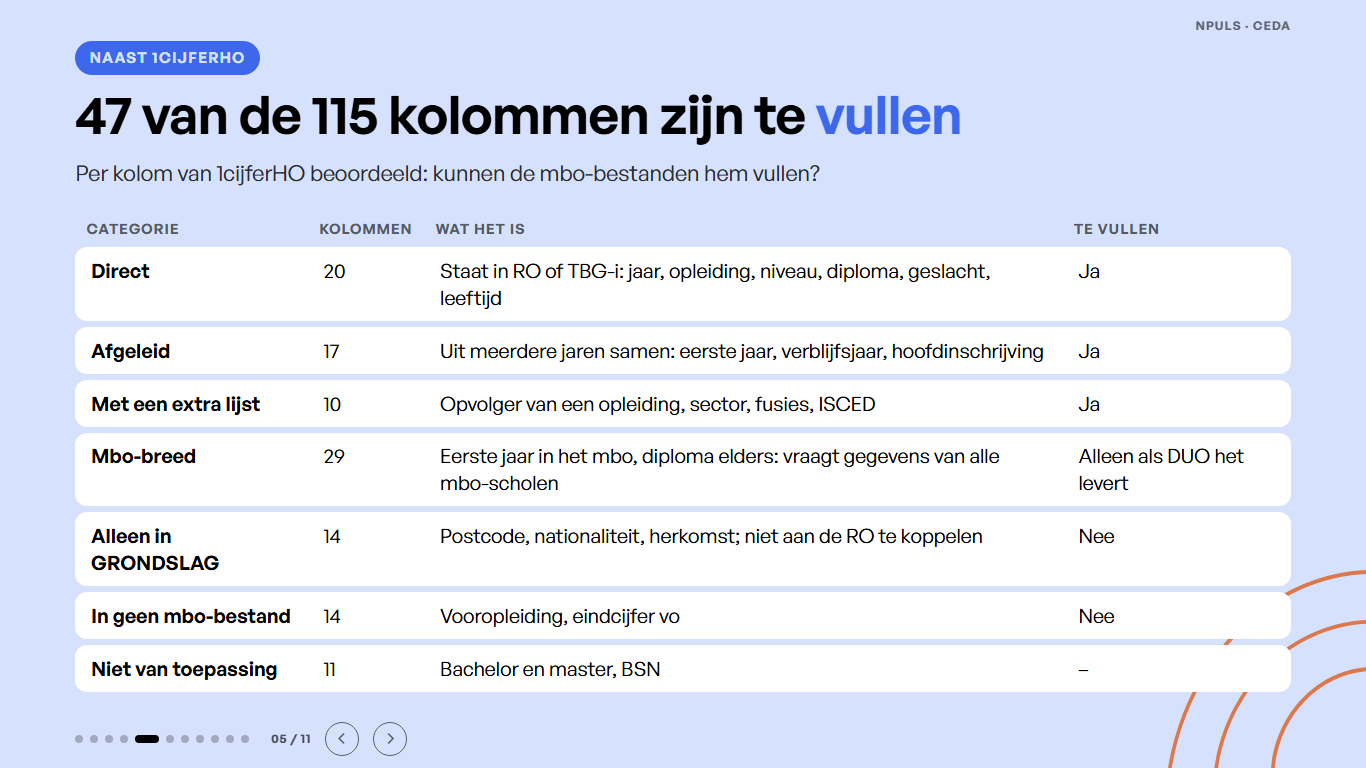 NPULS · CEDA
NAAST 1CIJFERHO
47 van de 115 kolommen zijn te vullen
Per kolom van 1cijferHO beoordeeld: kunnen de mbo-bestanden hem vullen?
CATEGORIE KOLOMMEN WAT HET IS TE VULLEN
Direct 20 Staat in RO of TBG-i: jaar, opleiding, niveau, diploma, geslacht, Ja
leeftijd
Afgeleid 17 Uit meerdere jaren samen: eerste jaar, verblijfsjaar, hoofdinschrijving Ja
Met een extra lijst 10 Opvolger van een opleiding, sector, fusies, ISCED Ja
Mbo-breed 29 Eerste jaar in het mbo, diploma elders: vraagt gegevens van alle Alleen als DUO het
mbo-scholen levert
Alleen in 14 Postcode, nationaliteit, herkomst; niet aan de RO te koppelen Nee
GRONDSLAG
In geen mbo-bestand 14 Vooropleiding, eindcijfer vo Nee
Niet van toepassing 11 Bachelor en master, BSN –
05 / 11